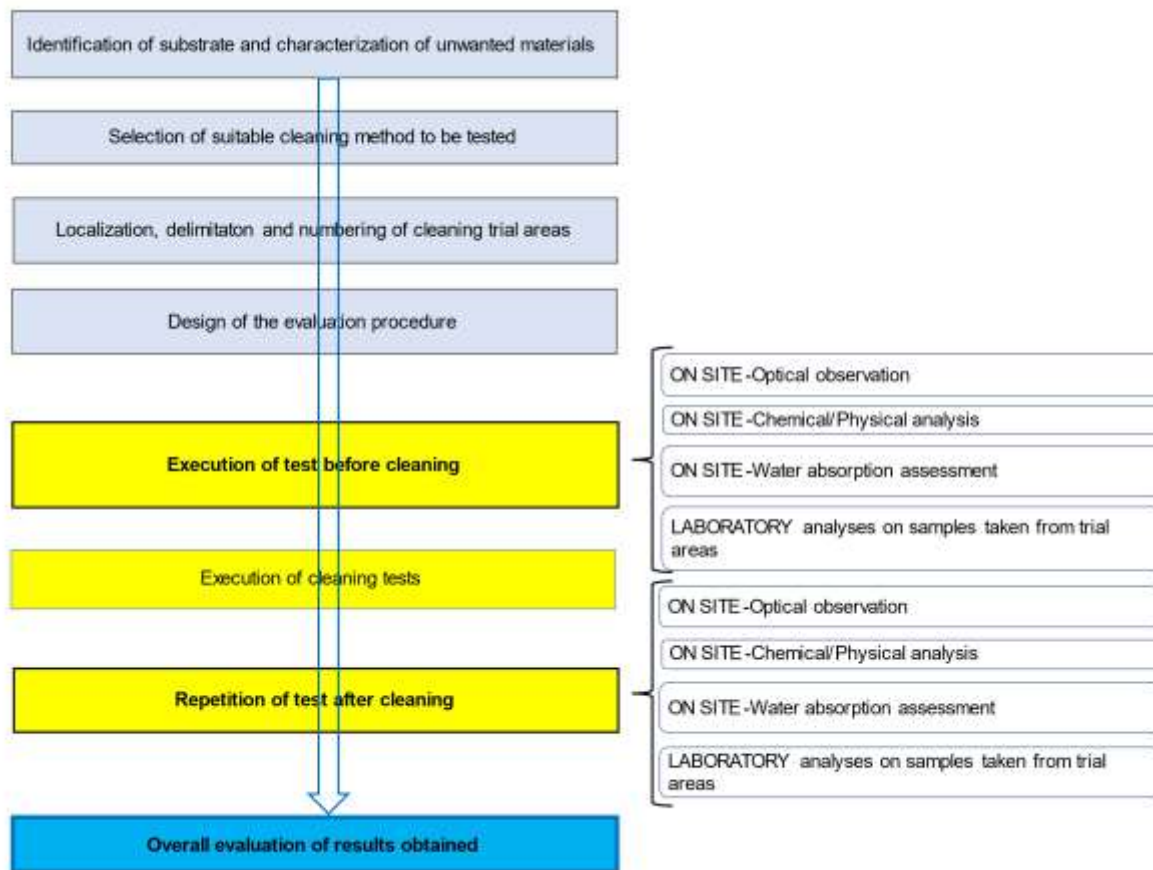 Identification of substrate and characterization of unwanted materials
Selection of suitable cleaning method to be tested
Localization, delimitaton and numbering of cleaning trial areas
Design of the evaluation procedure
Execution of test before cleaning
ON SITE-Optical observation
ON SITE-Chemical/Physical analysis
ON SITE-Water absorption assessment
LABORATORY analyses on samples taken from trial
areas
Execution of cleaning tests
Repetition of test after cleaning
ON SITE-Optical observation
ON SITE-Chemical/Physical analysis
ON SITE-Water absorption assessment
LABORATORY analyses on samples taken from trial
areas
Overall evaluation of results obtained